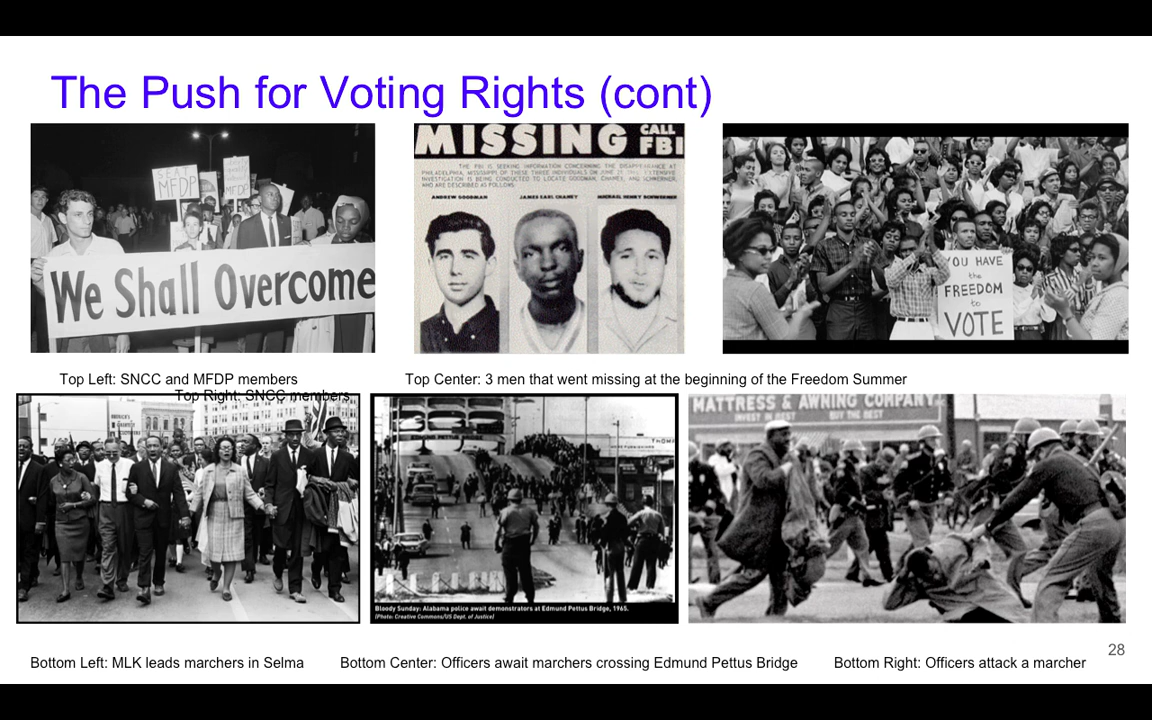 The Push for Voting Rights (cont)
MFDP
MFDP
We Shall Overcome
MISSING CALL FBI
THE FBI IS SEEKING INFORMATION CONCERNING THE DISAPPEARANCE AT
PHILADELPHIA, MISSISSIPPI, OF THESE THREE INDIVIDUALS ON JUNE 21, EXTENSIVE
INVESTIGATION IS BEING CONDUCTED TO LOCATE GOODMAN, CHANEY, AND SCHWERNER,
WHO ARE DESCRIBED AS FOLLOWS:
ANDREW GOODMAN JAMES EARL CHANEY MICHAEL HENRY SCHWERNER
YOU HAVE
the
FREEDOM
to
VOTE
Top Left: SNCC and MFDP members Top Center: 3 men that went missing at the beginning of the Freedom Summer
Top Right: SNCC members
MATTRESS & AWNING COMPANY
INVEST IN REST BUY THE BEST
Bloody Sunday: Alabama police await demonstrators at Edmund Pettus Bridge, 1965.
(Photo: Creative Commons/US Dept. of Justice)
28
Bottom Left: MLK leads marchers in Selma Bottom Center: Officers await marchers crossing Edmund Pettus Bridge Bottom Right: Officers attack a marcher